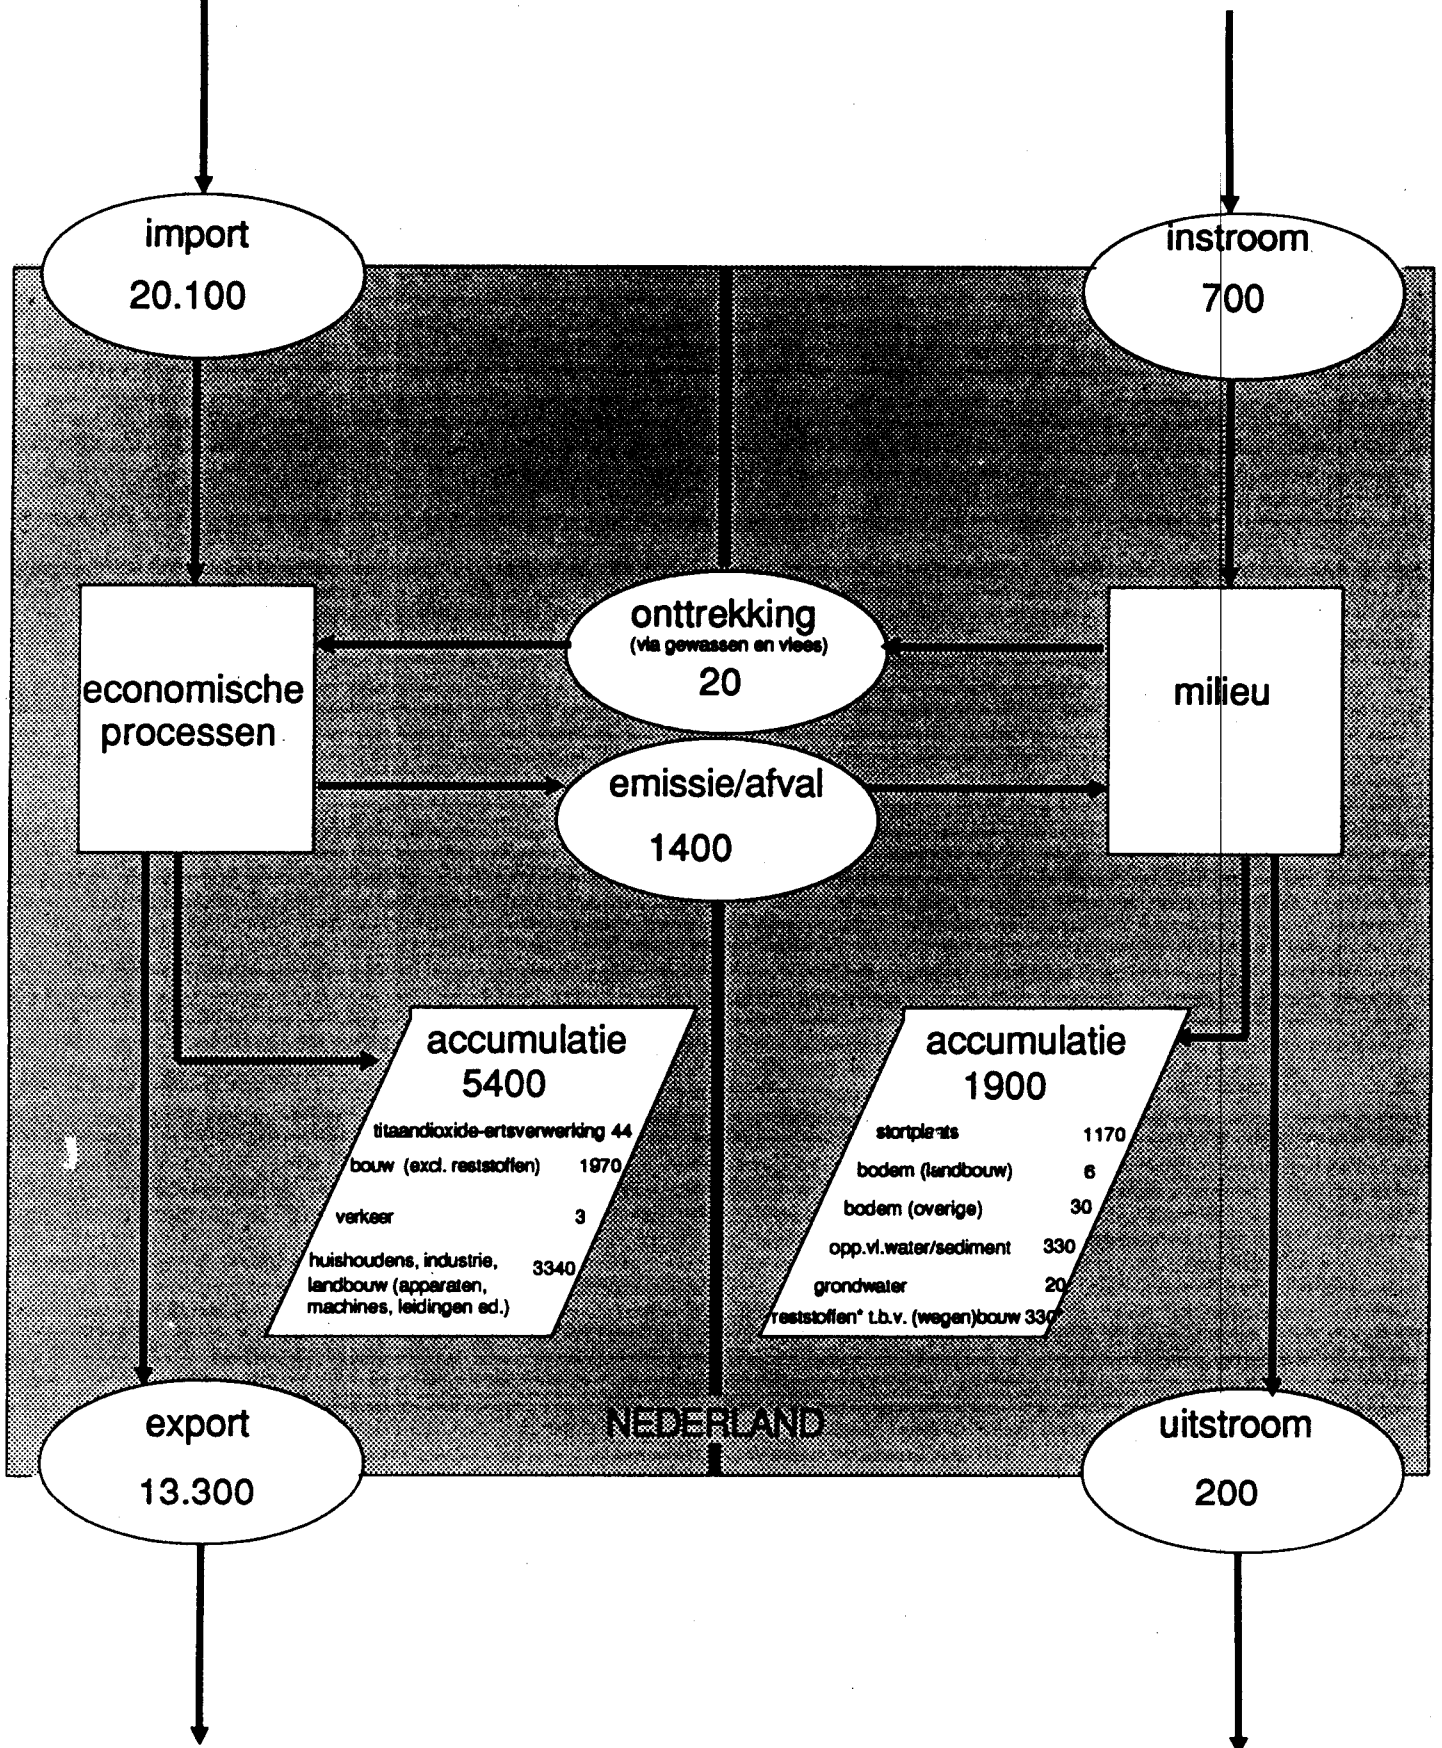 import
20.100
instroom
700
onttrekking
(via gewassen en vlees)
20
economische
processen
milieu
emissie/afval
1400
accumulatie
5400
titaandioxide-ertsverwerking 44
bouw (excl. reststoffen) 1970
verkeer 3
huishoudens, industrie, 3340
landbouw (apparaten,
machines, leidingen ed.)
accumulatie
1900
stortplaats 1170
bodem (landbouw) 6
bodem (overige) 30
opp.vl.water/sediment 330
grondwater 20
reststoffen* t.b.v. (wegen)bouw 330*
NEDERLAND
export
13.300
uitstroom
200